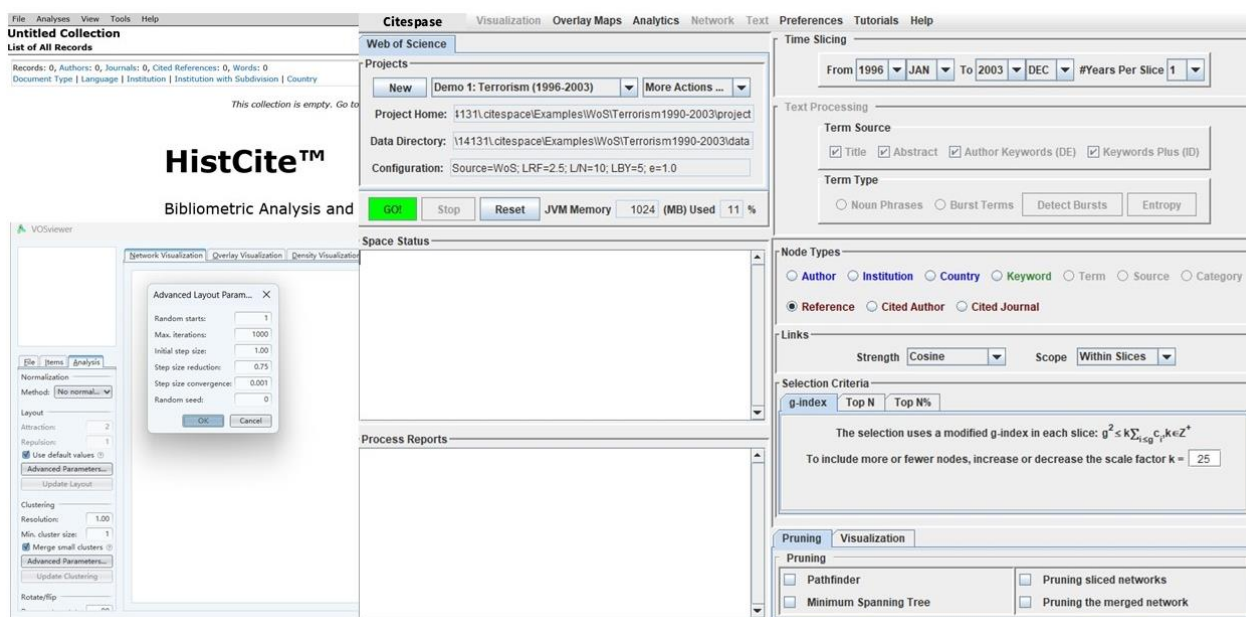 File Analyses View Tools Help
Untitled Collection
List of All Records
Records: 0, Authors: 0, Journals: 0, Cited References: 0, Words: 0
Document Type | Language | Institution | Institution with Subdivision | Country
This collection is empty. Go to
HistCite™
Bibliometric Analysis and
VOSviewer
Network Visualization Overlay Visualization Density Visualization
Advanced Layout Param...
Random starts: 1
Max. iterations: 1000
Initial step size: 1.00
Step size reduction: 0.75
Step size convergence: 0.001
Random seed: 0
OK Cancel
File Items Analysis
Normalization
Method: No normal...
Layout
Attraction: 2
Repulsion: 1
Use default values
Advanced Parameters...
Update Layout
Clustering
Resolution: 1.00
Min. cluster size: 1
Merge small clusters
Advanced Parameters...
Update Clustering
Rotate/flip
Citespase Visualization Overlay Maps Analytics Network Text Preferences Tutorials Help
Web of Science
Projects
New Demo 1: Terrorism (1996-2003) More Actions ...
Project Home: 4131\.citespace\Examples\WoS\Terrorism1990-2003\project
Data Directory: \14131\.citespace\Examples\WoS\Terrorism1990-2003\data
Configuration: Source=WoS; LRF=2.5; L/N=10; LBY=5; e=1.0
GO! Stop Reset JVM Memory 1024 (MB) Used 11 %
Space Status
Process Reports
Time Slicing
From 1996 JAN To 2003 DEC #Years Per Slice 1
Text Processing
Term Source
Title Abstract Author Keywords (DE) Keywords Plus (ID)
Term Type
Noun Phrases Burst Terms Detect Bursts Entropy
Node Types
Author Institution Country Keyword Term Source Category
Reference Cited Author Cited Journal
Links
Strength Cosine Scope Within Slices
Selection Criteria
g-index Top N Top N%
The selection uses a modified g-index in each slice: g² ≤ k∑i≤g ci, k∈Z⁺
To include more or fewer nodes, increase or decrease the scale factor k = 25
Pruning Visualization
Pruning
Pathfinder Pruning sliced networks
Minimum Spanning Tree Pruning the merged network